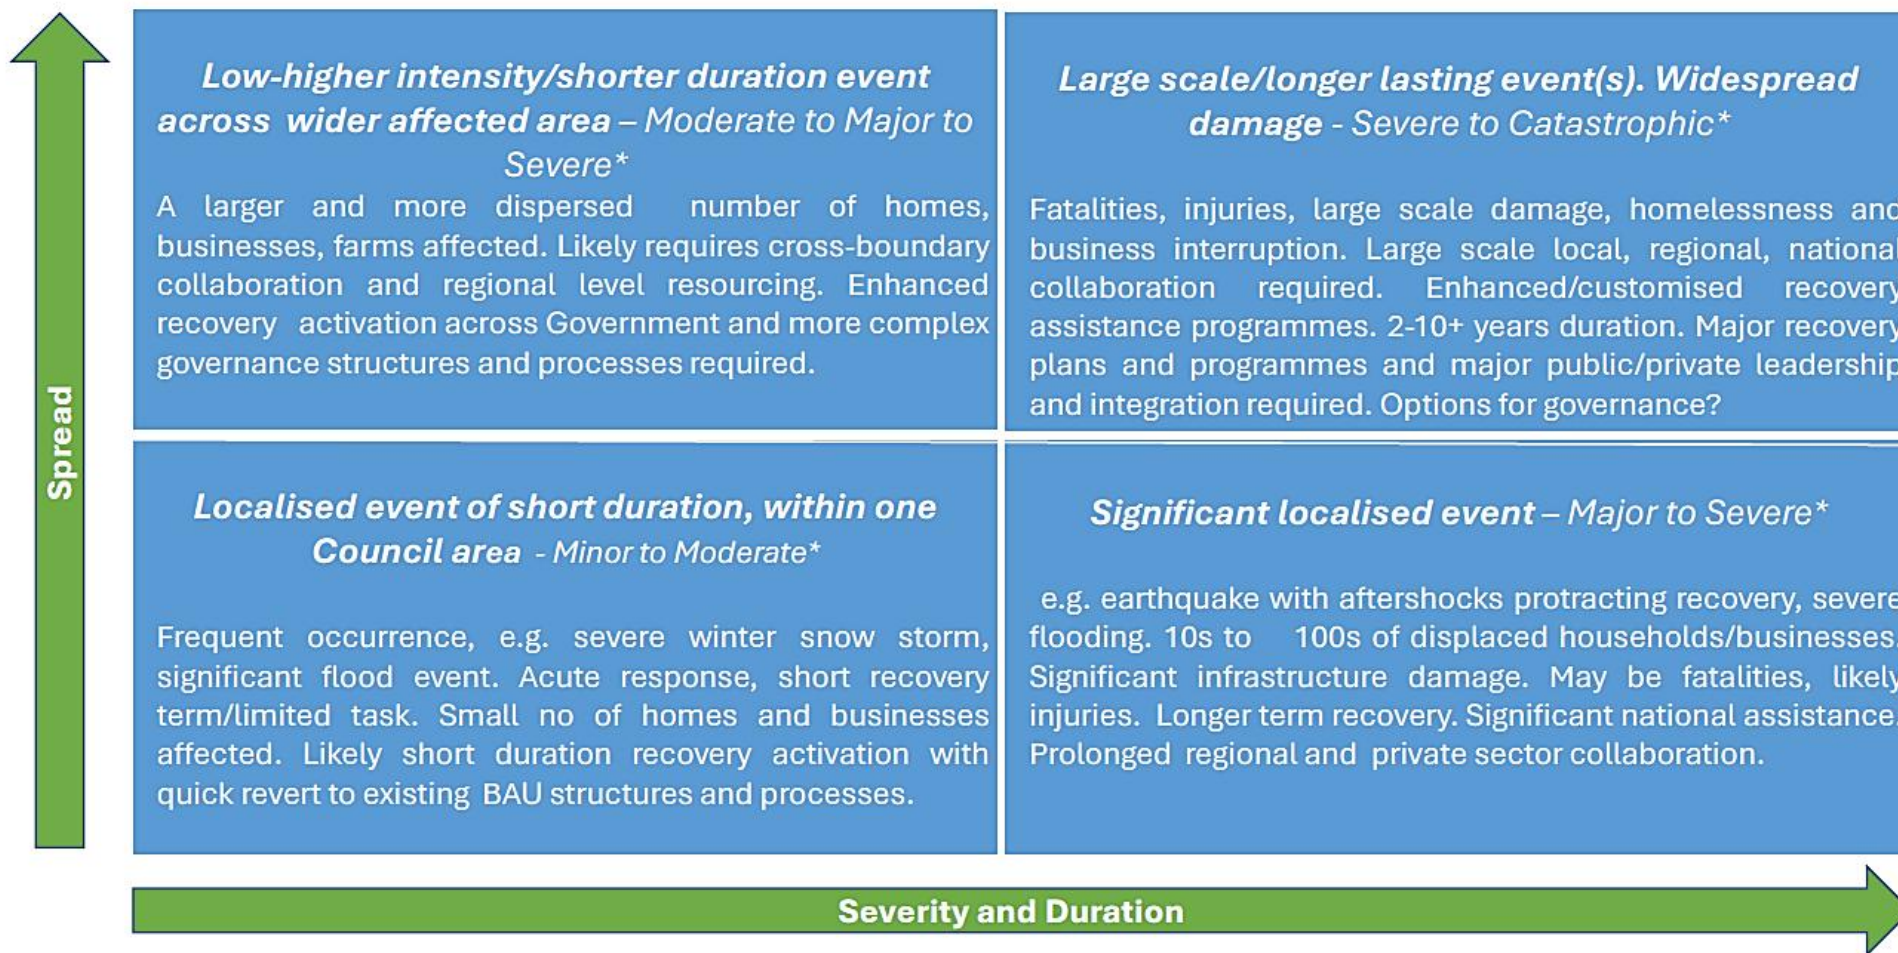 Low-higher intensity/shorter duration event
across wider affected area – Moderate to Major to
Severe*
A larger and more dispersed number of homes,
businesses, farms affected. Likely requires cross-boundary
collaboration and regional level resourcing. Enhanced
recovery activation across Government and more complex
governance structures and processes required.
Large scale/longer lasting event(s). Widespread
damage - Severe to Catastrophic*
Fatalities, injuries, large scale damage, homelessness and
business interruption. Large scale local, regional, national
collaboration required. Enhanced/customised recovery
assistance programmes. 2-10+ years duration. Major recovery
plans and programmes and major public/private leadership
and integration required. Options for governance?
Spread
Localised event of short duration, within one
Council area - Minor to Moderate*
Frequent occurrence, e.g. severe winter snow storm,
significant flood event. Acute response, short recovery
term/limited task. Small no of homes and businesses
affected. Likely short duration recovery activation with
quick revert to existing BAU structures and processes.
Significant localised event – Major to Severe*
e.g. earthquake with aftershocks protracting recovery, severe
flooding. 10s to 100s of displaced households/businesses.
Significant infrastructure damage. May be fatalities, likely
injuries. Longer term recovery. Significant national assistance.
Prolonged regional and private sector collaboration.
Severity and Duration